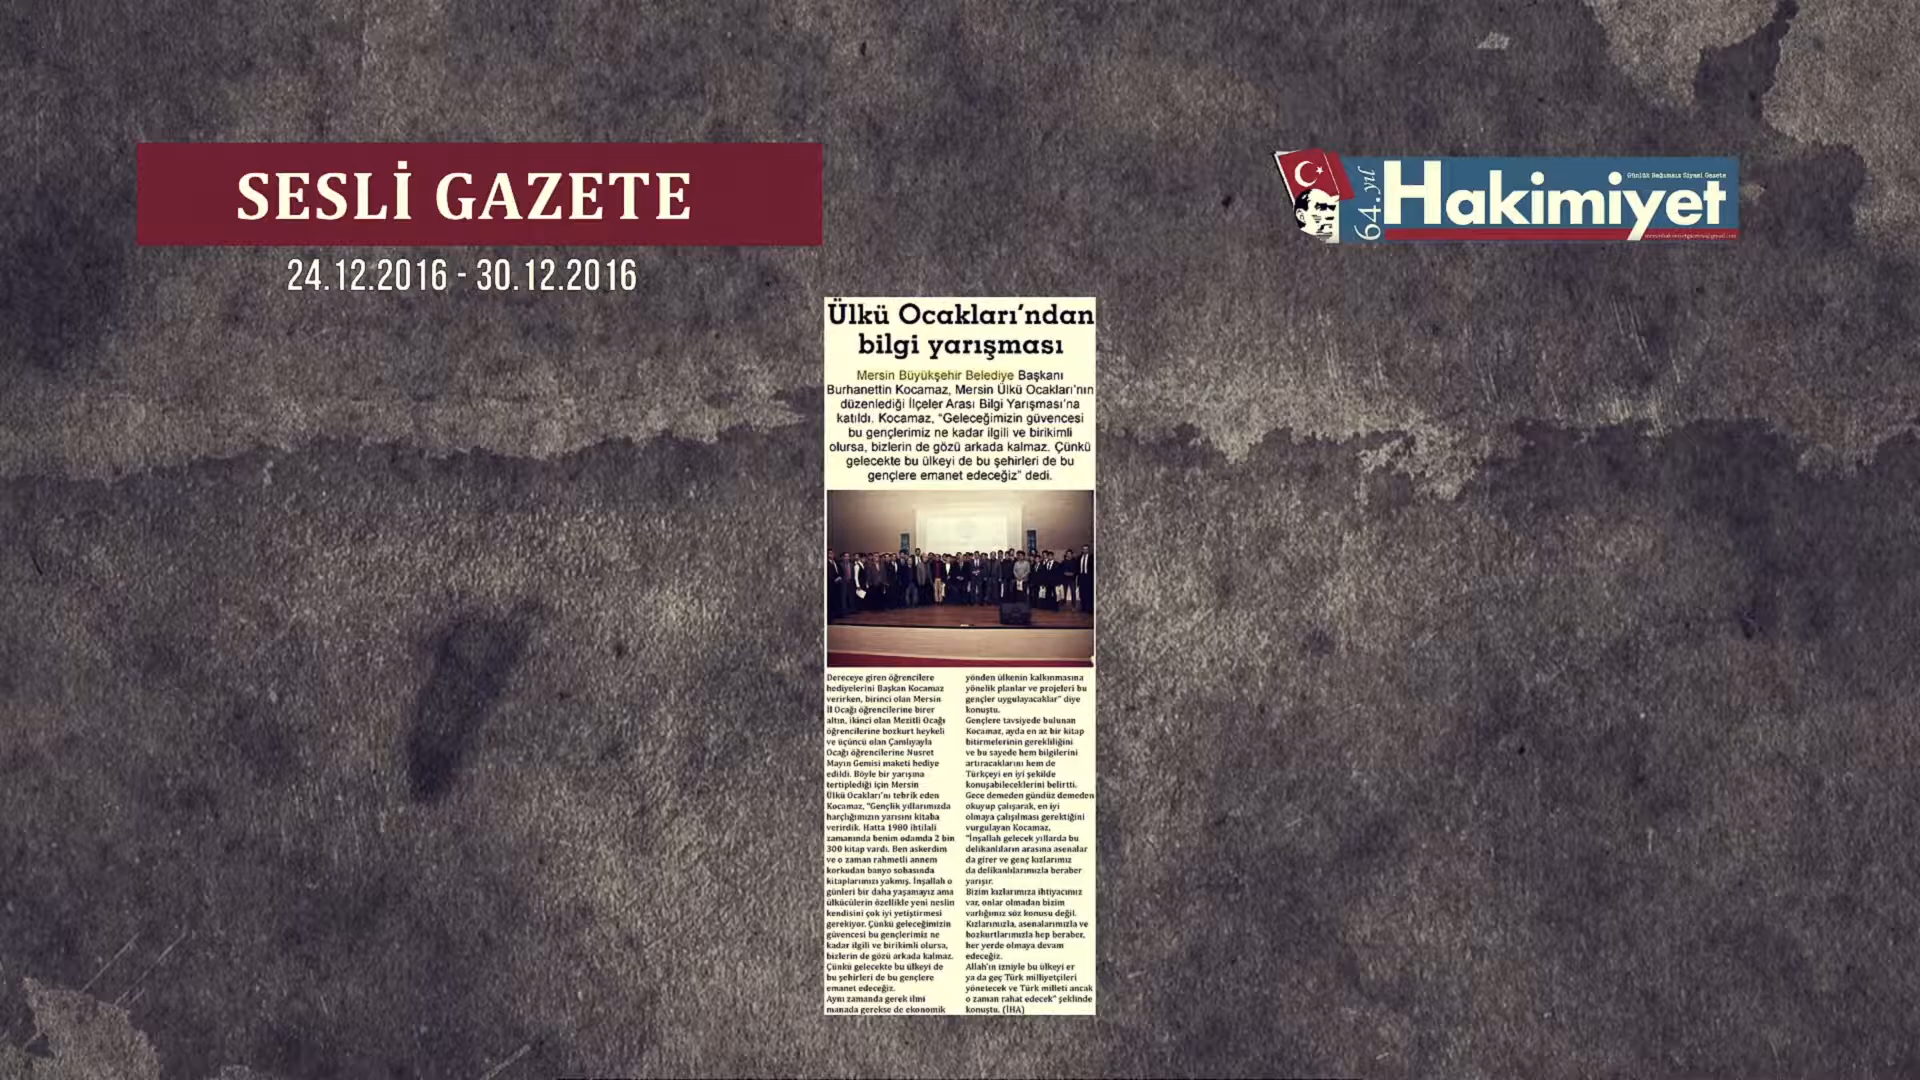 SESLİ GAZETE
24.12.2016 - 30.12.2016
64.yıl
Hakimiyet
Günlük Bağımsız Siyasi Gazete
Ülkü Ocakları’ndan
bilgi yarışması
Mersin Büyükşehir Belediye Başkanı
Burhanettin Kocamaz, Mersin Ülkü Ocakları’nın
düzenlediği İlçeler Arası Bilgi Yarışması’na
katıldı. Kocamaz, “Geleceğimizin güvencesi
bu gençlerimiz ne kadar ilgili ve birikimli
olursa, bizlerin de gözü arkada kalmaz. Çünkü
gelecekte bu ülkeyi de bu şehirleri de bu
gençlere emanet edeceğiz” dedi.
Dereceye giren öğrencilere
hediyelerini Başkan Kocamaz
verirken, birinci olan Mersin
İl Ocağı öğrencilerine birer
altın, ikinci olan Mezitli Ocağı
öğrencilerine bozkurt heykeli
ve üçüncü olan Çamlıyayla
Ocağı öğrencilerine Nusret
Mayın Gemisi maketi hediye
edildi. Böyle bir yarışma
tertiplediği için Mersin
Ülkü Ocakları’nı tebrik eden
Kocamaz, “Gençlik yıllarımızda
harçlığımızın yarısını kitaba
verirdik. Hatta 1980 ihtilali
zamanında benim odamda 2 bin
300 kitap vardı. Ben askerdim
ve o zaman rahmetli annem
korkudan banyo sobasında
kitaplarımızı yakmış. İnşallah o
günleri bir daha yaşamayız ama
ülkücülerin özellikle yeni neslin
kendisini çok iyi yetiştirmesi
gerekiyor. Çünkü geleceğimizin
güvencesi bu gençlerimiz ne
kadar ilgili ve birikimli olursa,
bizlerin de gözü arkada kalmaz.
Çünkü gelecekte bu ülkeyi de
bu şehirleri de bu gençlere
emanet edeceğiz.
Aynı zamanda gerek ilmi
manada gerekse de ekonomik
yönden ülkenin kalkınmasına
yönelik planlar ve projeleri bu
gençler uygulayacaklar” diye
konuştu.
Gençlere tavsiyede bulunan
Kocamaz, ayda en az bir kitap
bitirmelerinin gerekliliğini
ve bu sayede hem bilgilerini
artıracaklarını hem de
Türkçeyi en iyi şekilde
konuşabileceklerini belirtti.
Gece demeden gündüz demeden
okuyup çalışarak, en iyi
olmaya çalışılması gerektiğini
vurgulayan Kocamaz,
“İnşallah gelecek yıllarda bu
delikanlıların arasına asenalar
da girer ve genç kızlarımız
da delikanlılarımızla beraber
yarışır.
Bizim kızlarımıza ihtiyacımız
var, onlar olmadan bizim
varlığımız söz konusu değil.
Kızlarımızla, asenalarımızla ve
bozkurtlarımızla hep beraber,
her yerde olmaya devam
edeceğiz.
Allah’ın izniyle bu ülkeyi er
ya da geç Türk milliyetçileri
yönetecek ve Türk milleti ancak
o zaman rahat edecek” şeklinde
konuştu. (İHA)